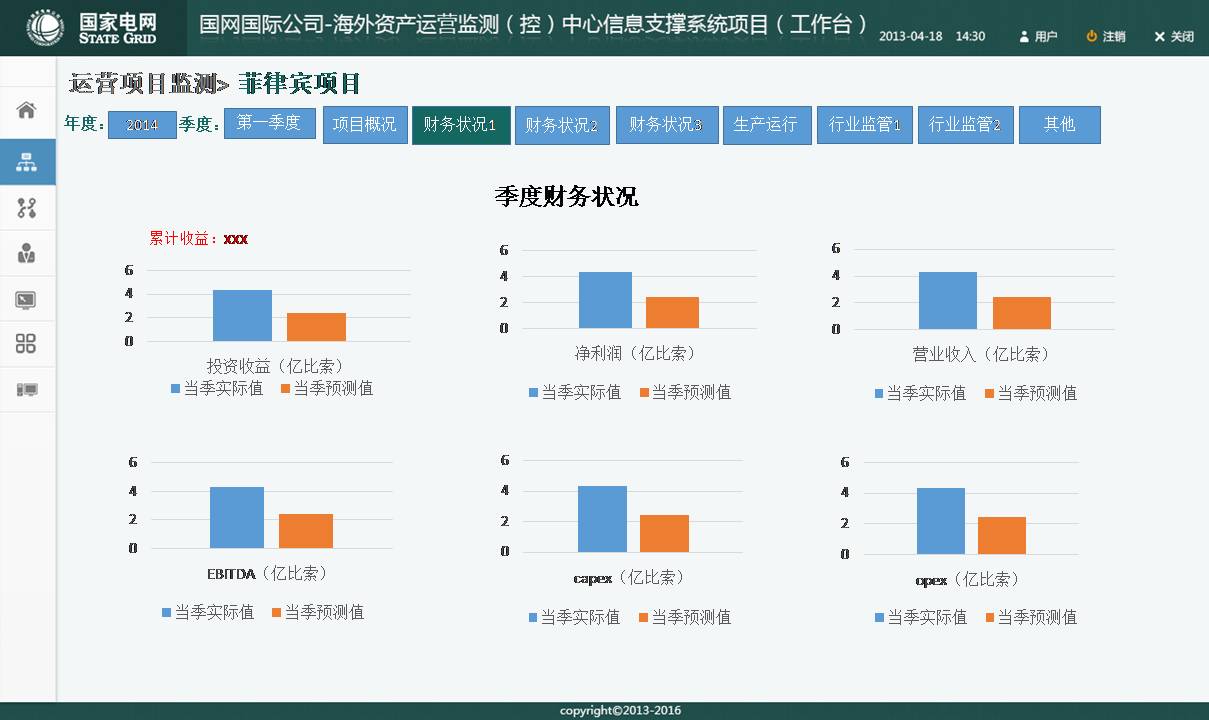 国家电网
STATE GRID
国网国际公司-海外资产运营监测（控）中心信息支撑系统项目（工作台）
2013-04-18 14:30 用户 注销 关闭
运营项目监测> 菲律宾项目
年度： 2014 季度： 第一季度 项目概况 财务状况1 财务状况2 财务状况3 生产运行 行业监管1 行业监管2 其他
季度财务状况
累计收益：xxx
6
4
2
0
投资收益（亿比索）
当季实际值 当季预测值
6
4
2
0
净利润（亿比索）
当季实际值 当季预测值
6
4
2
0
营业收入（亿比索）
当季实际值 当季预测值
6
4
2
0
EBITDA（亿比索）
当季实际值 当季预测值
6
4
2
0
capex（亿比索）
当季实际值 当季预测值
6
4
2
0
opex（亿比索）
当季实际值 当季预测值
copyright©2013-2016